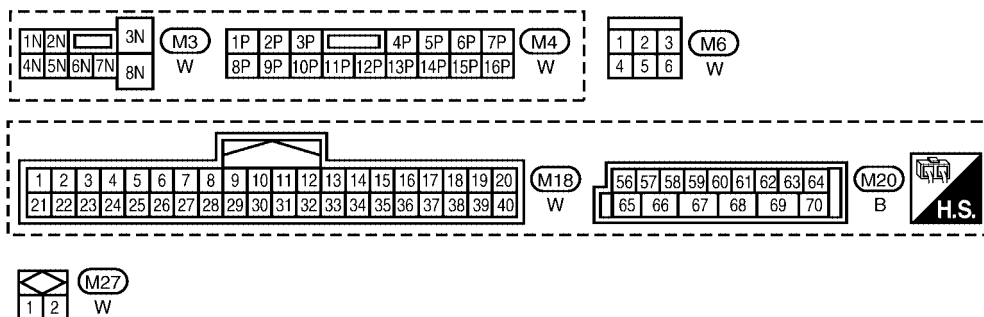 1N 2N 3N M3
4N 5N 6N 7N 8N W
1P 2P 3P 4P 5P 6P 7P M4
8P 9P 10P 11P 12P 13P 14P 15P 16P W
1 2 3 M6
4 5 6 W
1 2 3 4 5 6 7 8 9 10 11 12 13 14 15 16 17 18 19 20 M18
21 22 23 24 25 26 27 28 29 30 31 32 33 34 35 36 37 38 39 40 W
56 57 58 59 60 61 62 63 64 M20
65 66 67 68 69 70 B
H.S.
M27
1 2 W